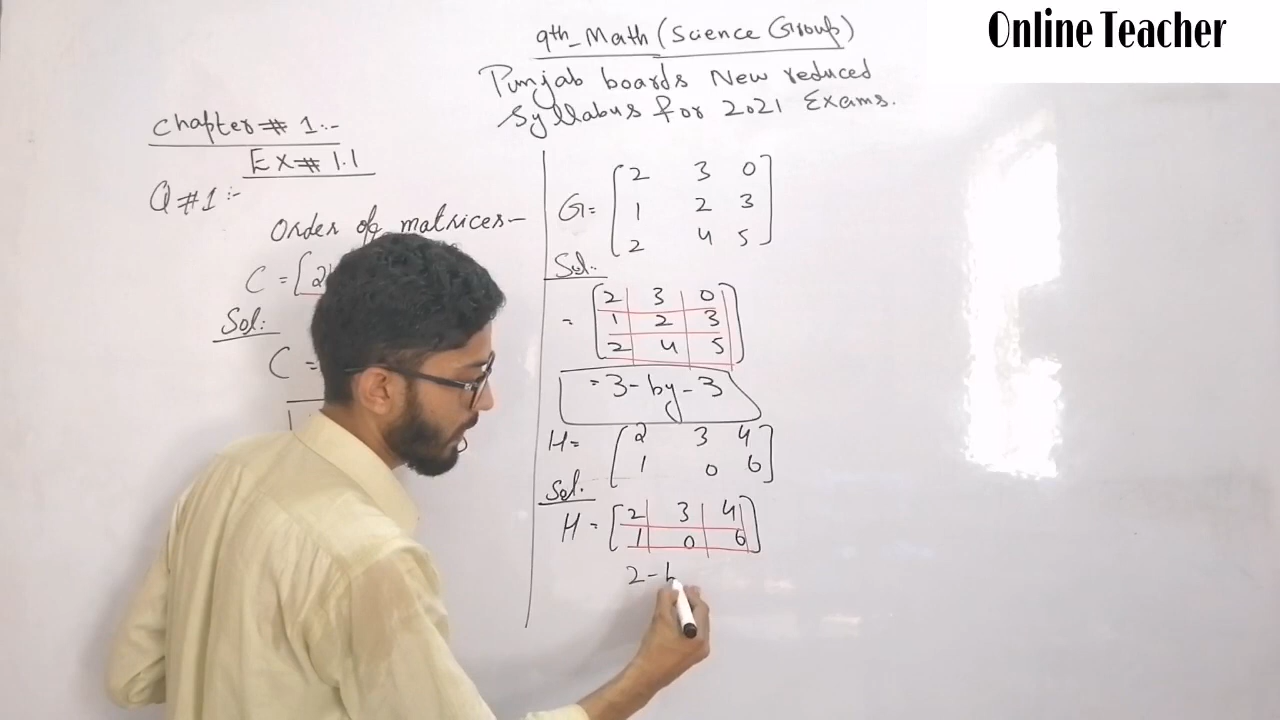 Online Teacher
9th_Math (Science Group)
Punjab boards New reduced
Syllabus for 2021 Exams.
Chapter # 1:-
Ex # 1.1
Q #1:-
Order of matrices-
C = [2
Sol:
C =
G = [2 3 0
1 2 3
2 4 5]
Sol.
= [2 3 0
1 2 3
2 4 5]
= 3-by-3
H = [2 3 4
1 0 6]
Sol.
H = [2 3 4
1 0 6]
2-b